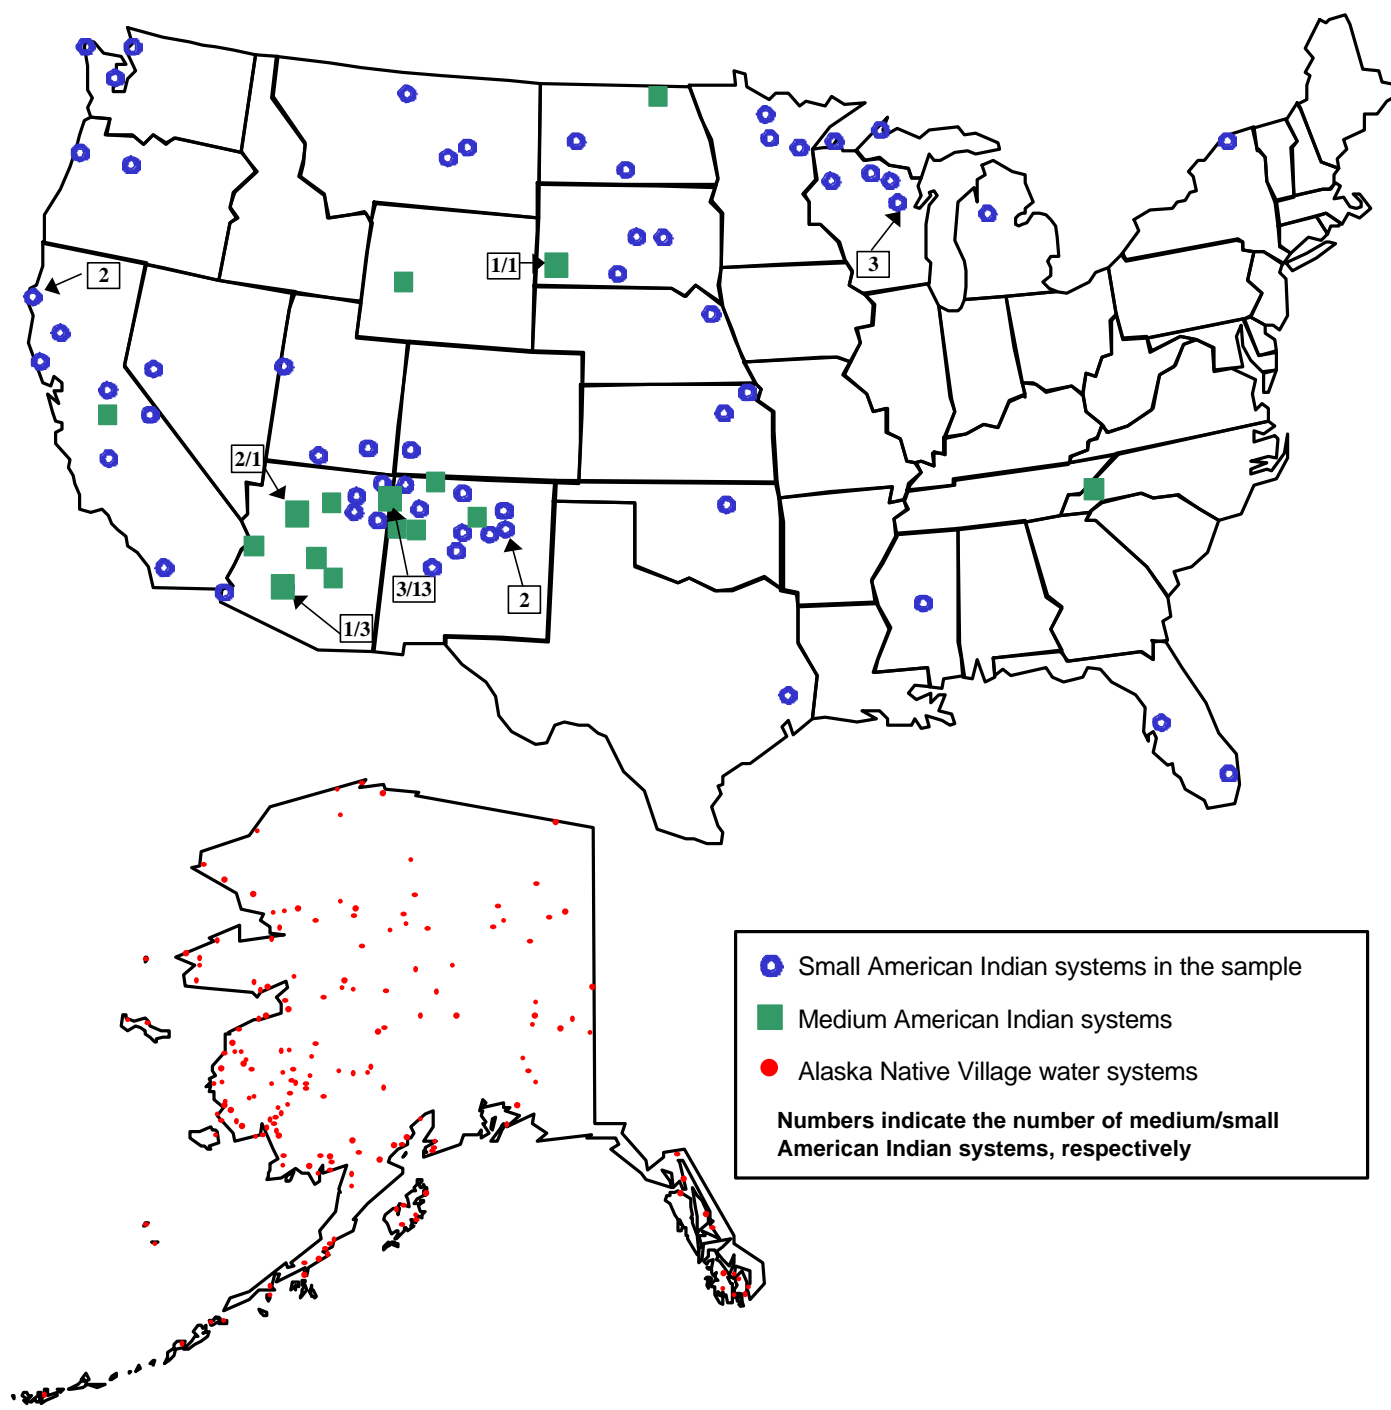 2
1/1
3
2/1
3/13
2
1/3
Small American Indian systems in the sample
Medium American Indian systems
Alaska Native Village water systems
Numbers indicate the number of medium/small
American Indian systems, respectively